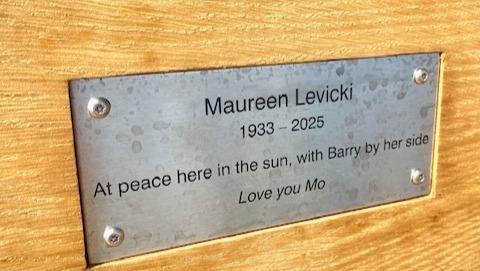 Maureen Levicki
1933 – 2025
At peace here in the sun, with Barry by her side
Love you Mo